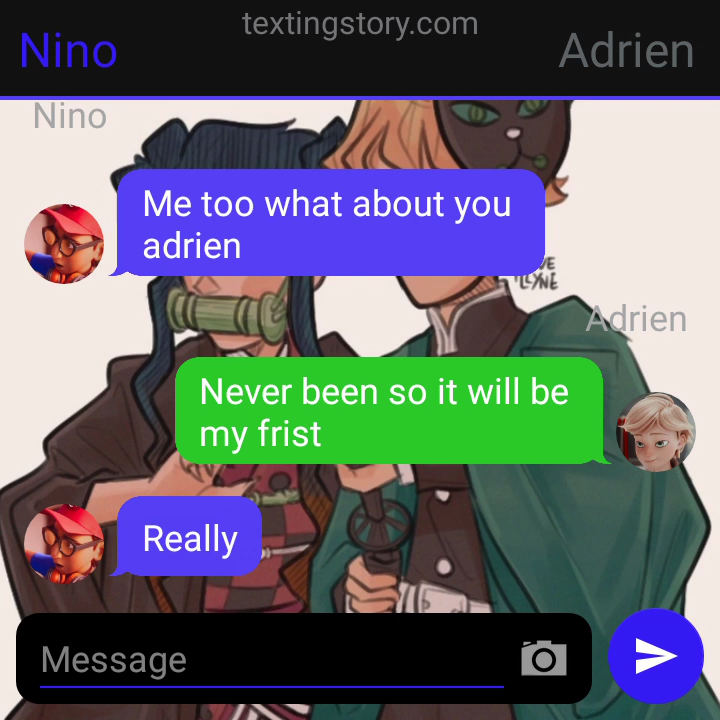 textingstory.com
Nino
Adrien
Nino
Me too what about you
adrien
Adrien
Never been so it will be
my frist
Really
Message